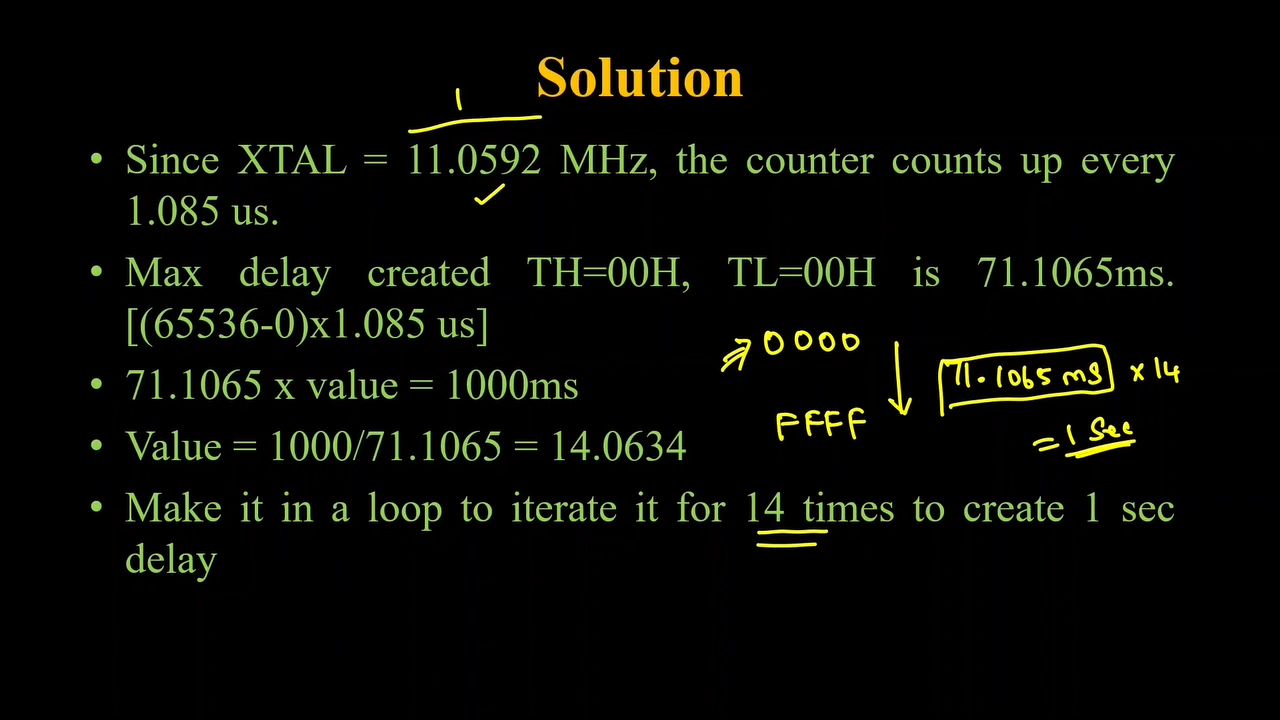 Solution
1
• Since XTAL = 11.0592 MHz, the counter counts up every
1.085 us.
• Max delay created TH=00H, TL=00H is 71.1065ms.
[(65536-0)x1.085 us]
0000
71.1065 ms × 14
• 71.1065 x value = 1000ms
FFFF
= 1 Sec
• Value = 1000/71.1065 = 14.0634
• Make it in a loop to iterate it for 14 times to create 1 sec
delay